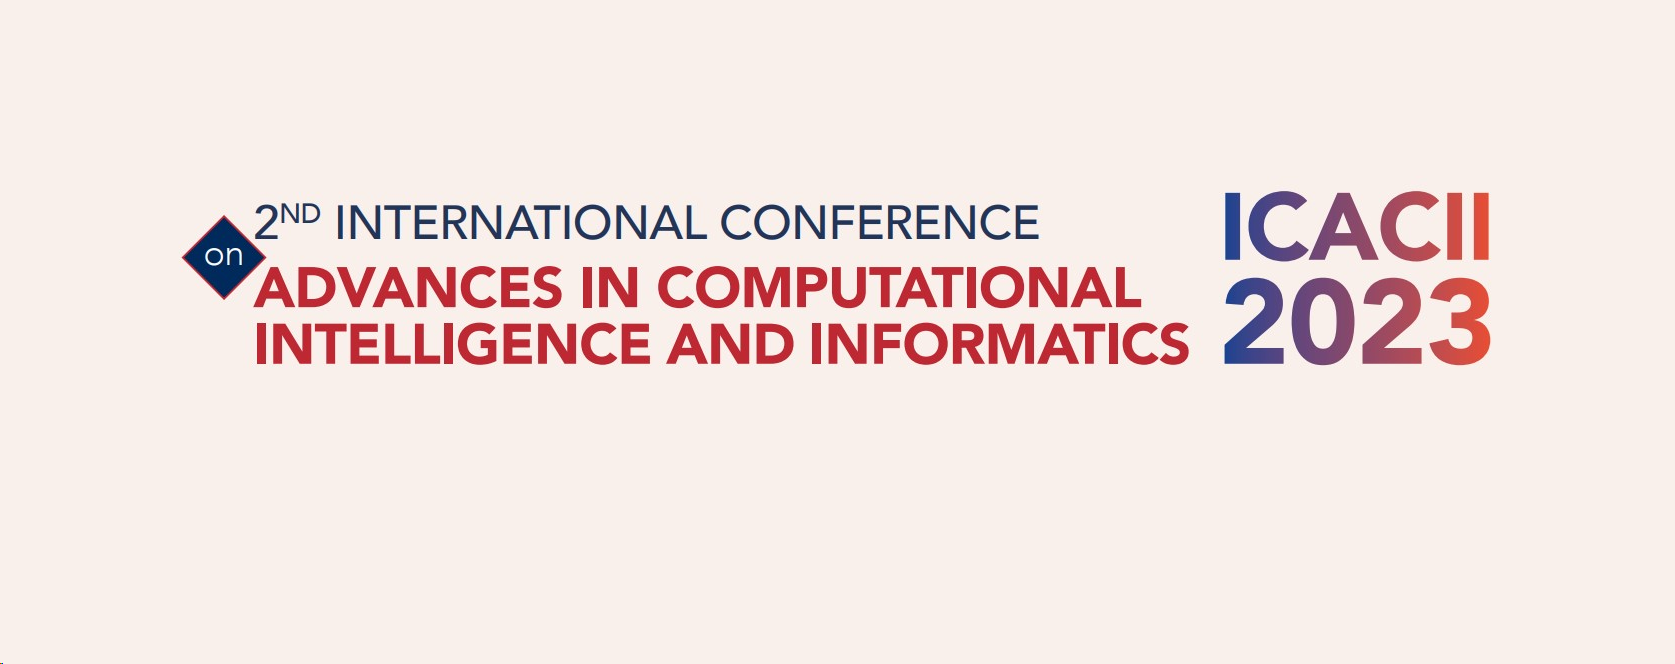 2ND INTERNATIONAL CONFERENCE
on
ADVANCES IN COMPUTATIONAL
INTELLIGENCE AND INFORMATICS
ICACII
2023